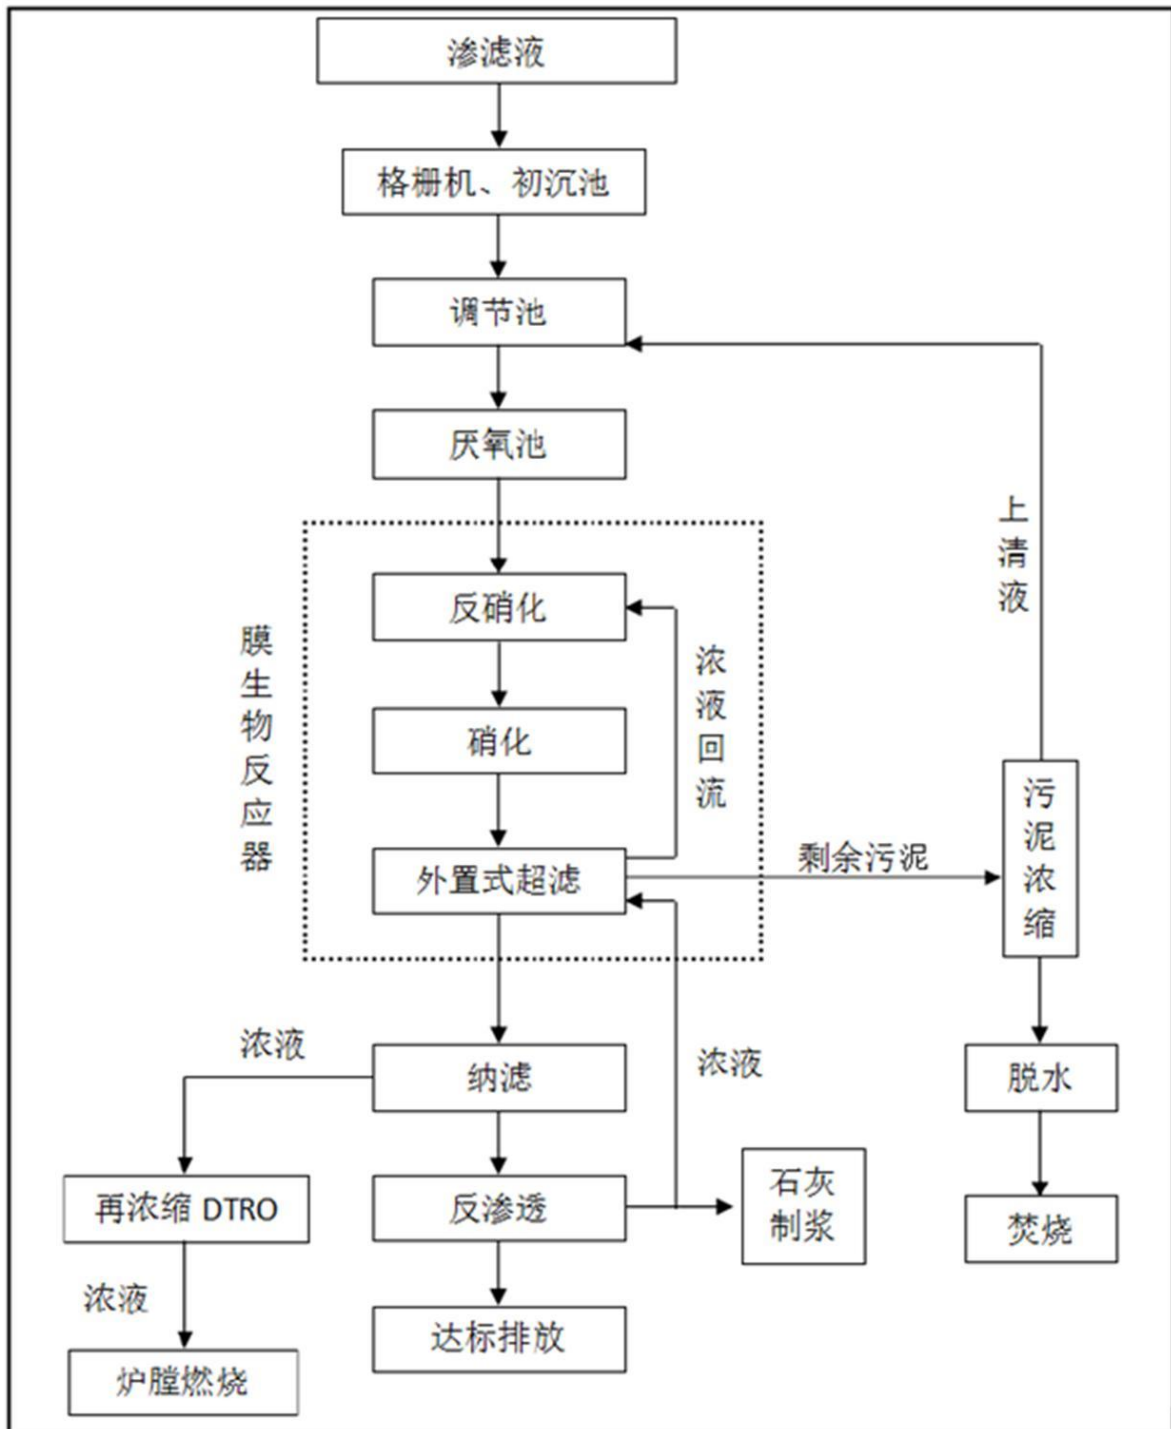 渗滤液
格栅机、初沉池
调节池
厌氧池
上清液
膜生物反应器
反硝化
浓液回流
硝化
外置式超滤
剩余污泥
污泥浓缩
浓液
纳滤
浓液
脱水
再浓缩 DTRO
反渗透
石灰
制浆
焚烧
浓液
达标排放
炉膛燃烧